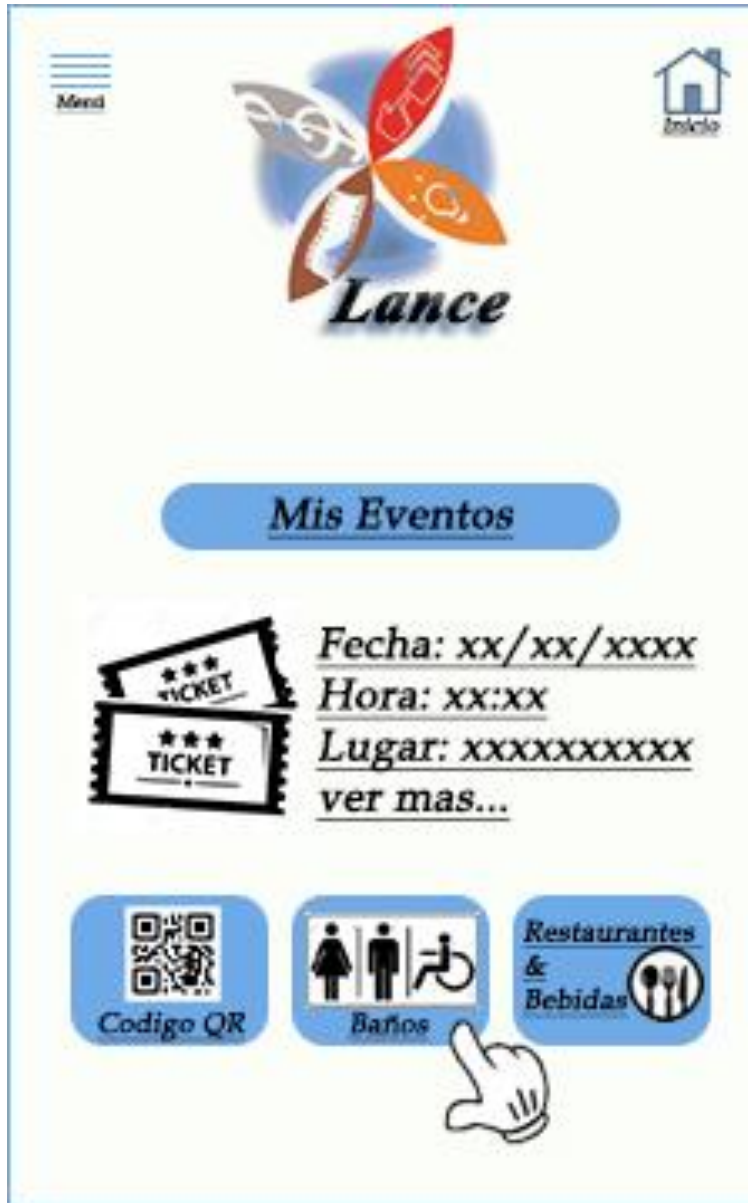 Menú
Inicio
Lance
Mis Eventos
TICKET
TICKET
Fecha: xx/xx/xxxx
Hora: xx:xx
Lugar: xxxxxxxxxx
ver mas...
Codigo QR
Baños
Restaurantes
&
Bebidas